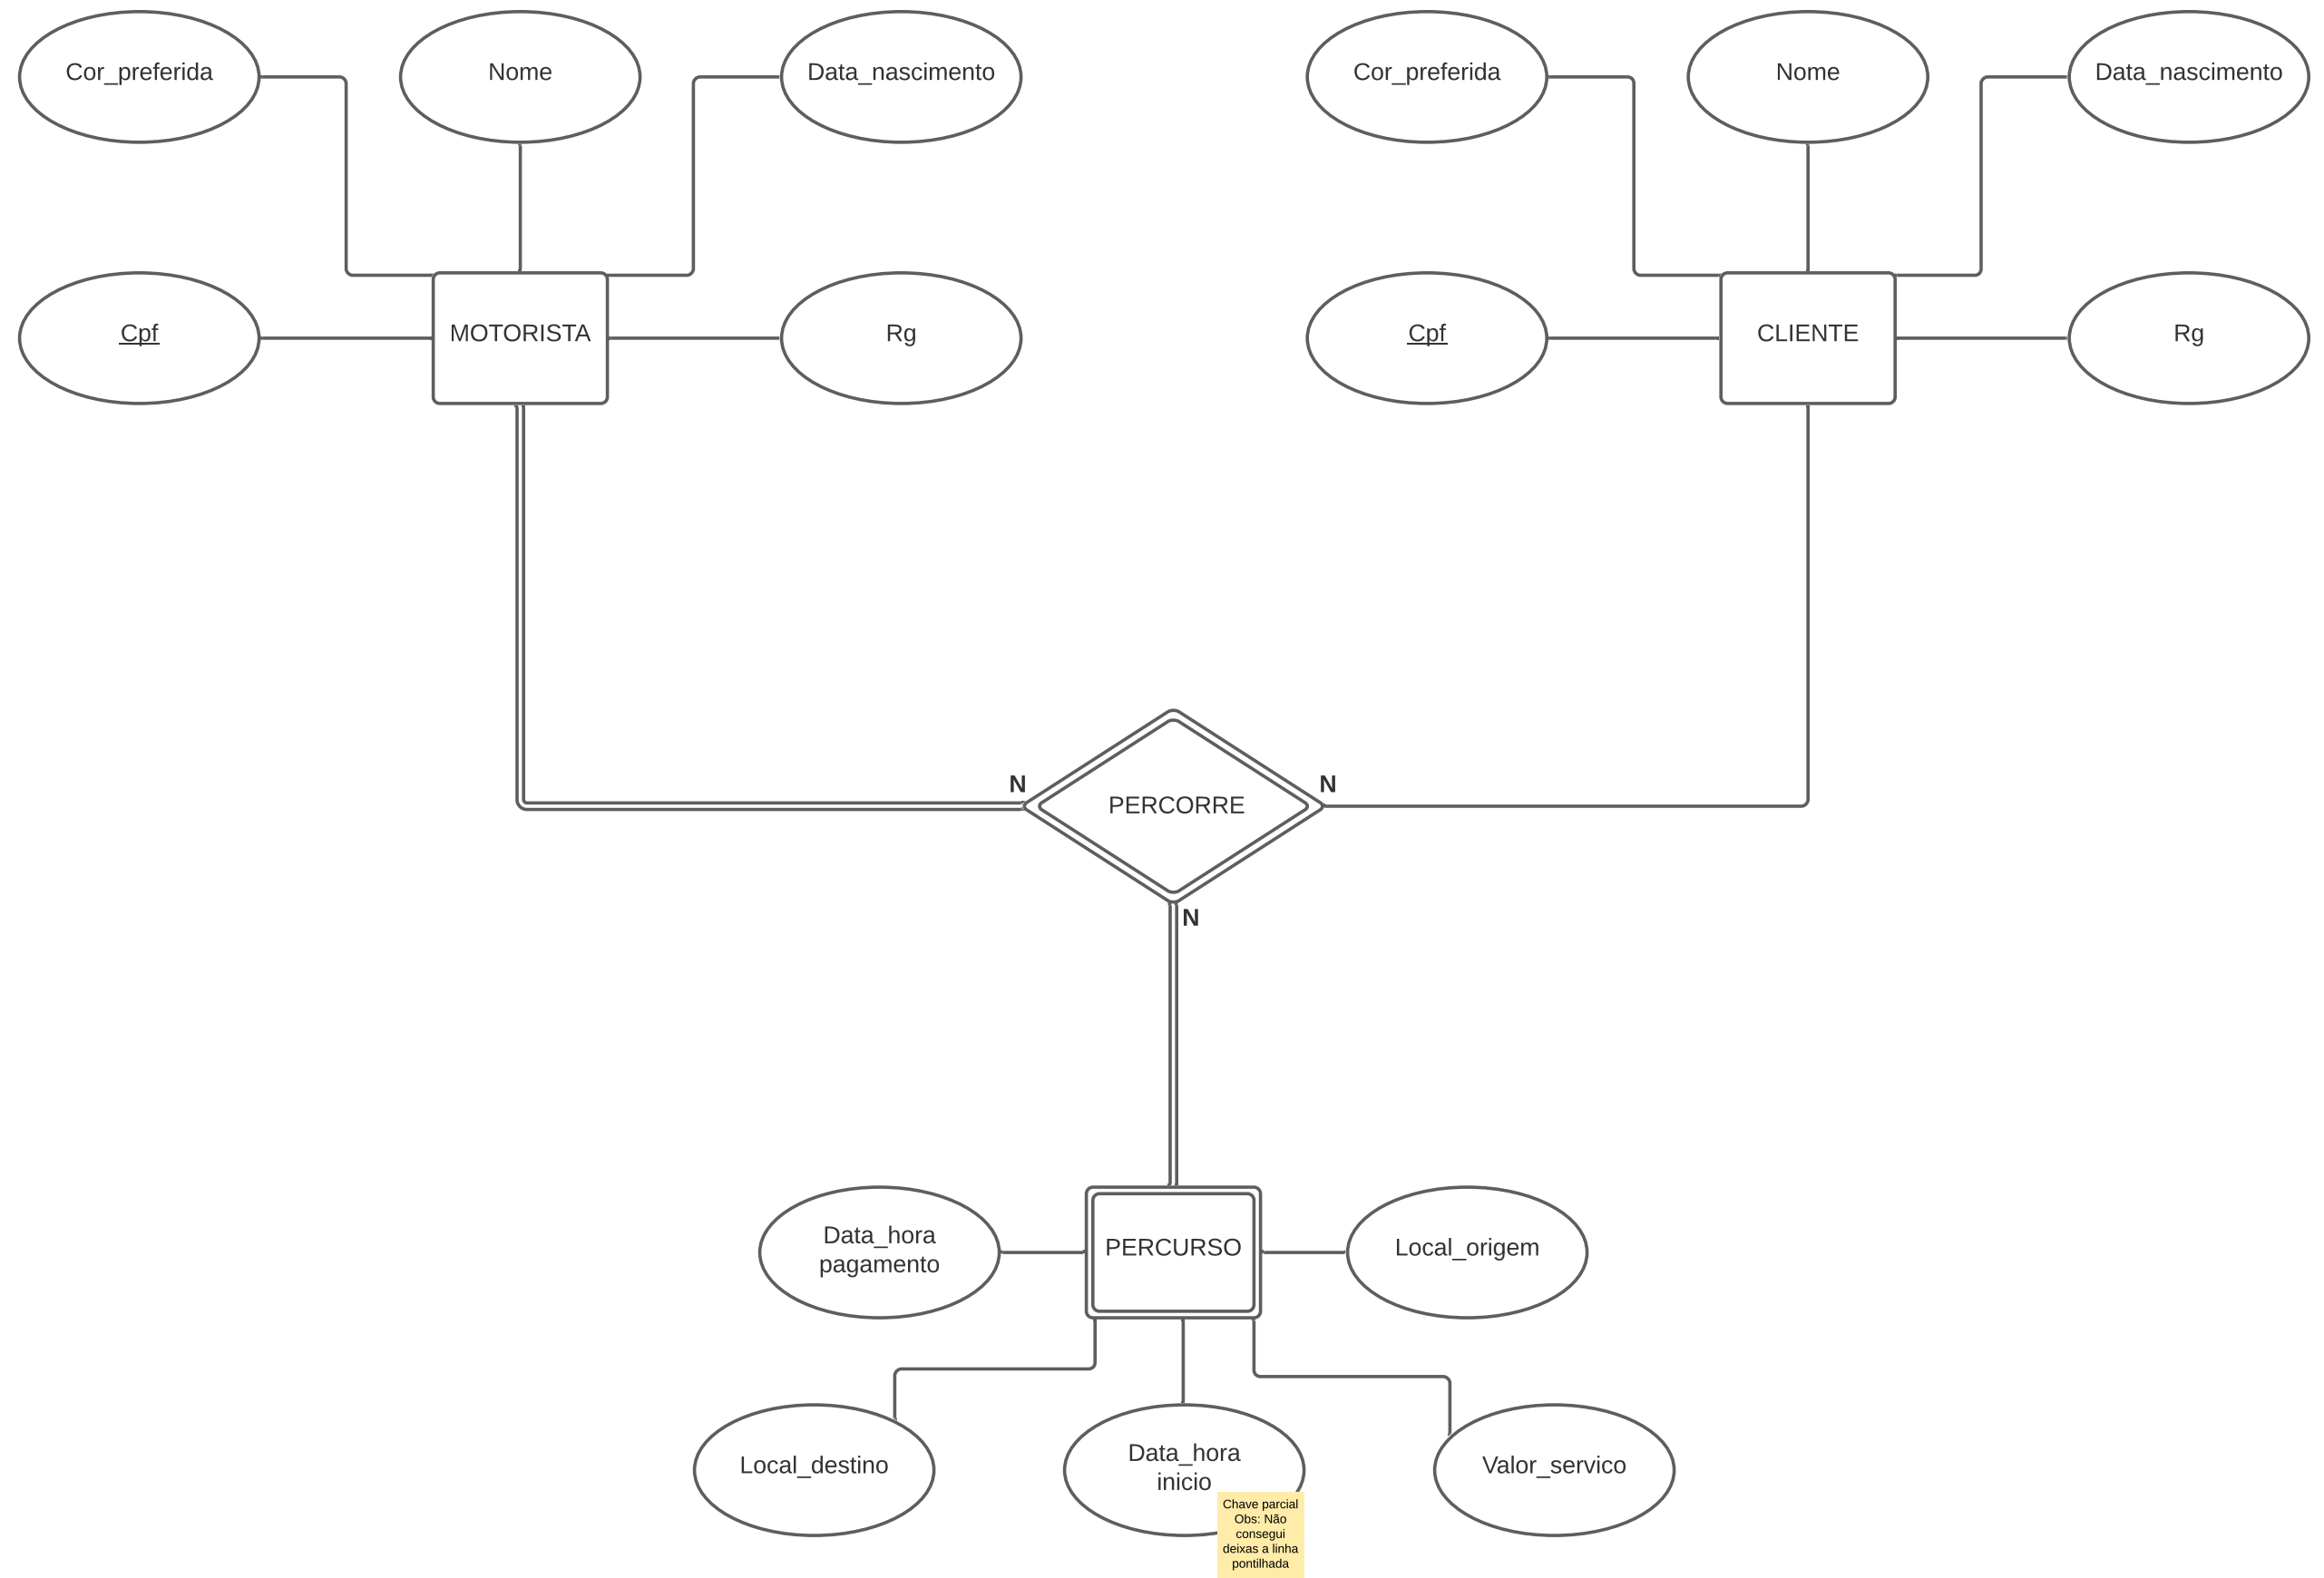 Cor_preferida
Nome
Data_nascimento
Cor_preferida
Nome
Data_nascimento
Cpf
MOTORISTA
Rg
Cpf
CLIENTE
Rg
N
PERCORRE
N
N
Data_hora
pagamento
PERCURSO
Local_origem
Local_destino
Data_hora
inicio
Valor_servico
Chave parcial
Obs: Não
consegui
deixas a linha
pontilhada